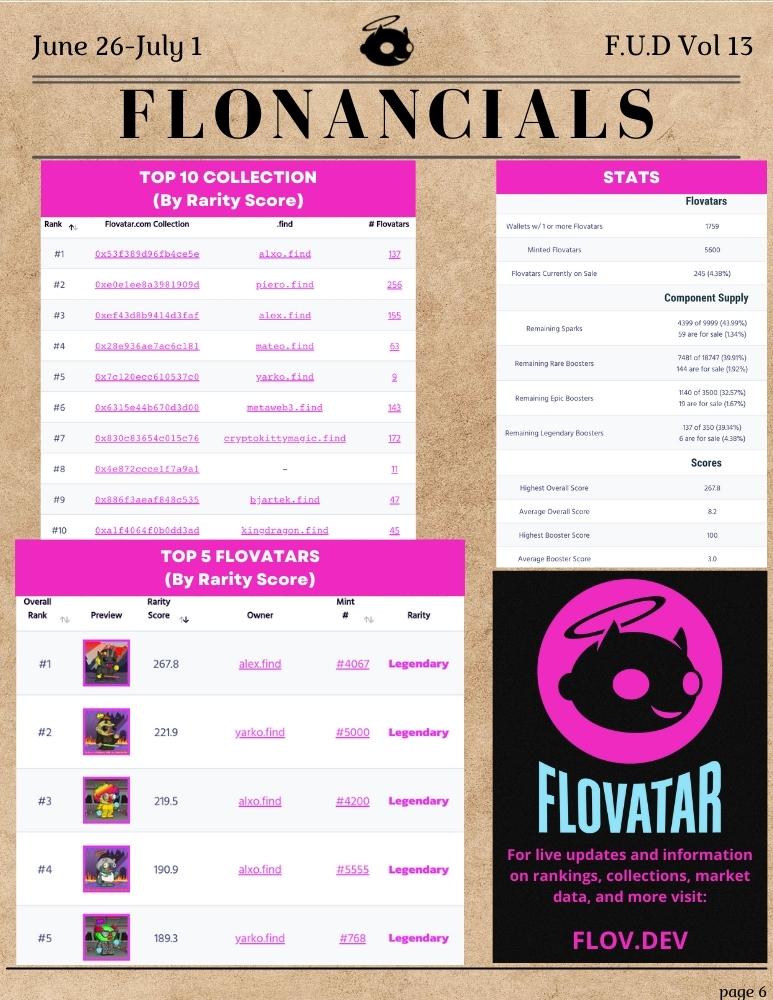 June 26-July 1
F.U.D Vol 13
FLONANCIALS
TOP 10 COLLECTION
(By Rarity Score)
Rank Flovatar.com Collection .find # Flovatars
#1 0x53f389d96fb4ce5e alxo.find 137
#2 0xe0e1ee8a3981909d piero.find 256
#3 0xef43d8b9414d3faf alex.find 155
#4 0x28e936ae7ac6c181 mateo.find 63
#5 0x7c120ecc610537c0 yarko.find 9
#6 0x6315e44b670d3d00 metaweb3.find 143
#7 0x830c83654c015c76 cryptokittymagic.find 172
#8 0x4e872ccce1f7a9a1 – 11
#9 0x886f3aeaf848c535 bjartek.find 47
#10 0xa1f4064f0b0dd3ad kingdragon.find 45
STATS
Flovatars
Wallets w/ 1 or more Flovatars 1759
Minted Flovatars 5600
Flovatars Currently on Sale 245 (4.38%)
Component Supply
Remaining Sparks 4399 of 9999 (43.99%)
59 are for sale (1.34%)
Remaining Rare Boosters 7481 of 18747 (39.91%)
144 are for sale (1.92%)
Remaining Epic Boosters 1140 of 3500 (32.57%)
19 are for sale (1.67%)
Remaining Legendary Boosters 137 of 350 (39.14%)
6 are for sale (4.38%)
Scores
Highest Overall Score 267.8
Average Overall Score 8.2
Highest Booster Score 100
Average Booster Score 3.0
TOP 5 FLOVATARS
(By Rarity Score)
Overall Rank Preview Rarity Score Owner Mint # Rarity
#1 267.8 alex.find #4067 Legendary
#2 221.9 yarko.find #5000 Legendary
#3 219.5 alxo.find #4200 Legendary
#4 190.9 alxo.find #5555 Legendary
#5 189.3 yarko.find #768 Legendary
FLOVATAR
For live updates and information
on rankings, collections, market
data, and more visit:
FLOV.DEV
page 6